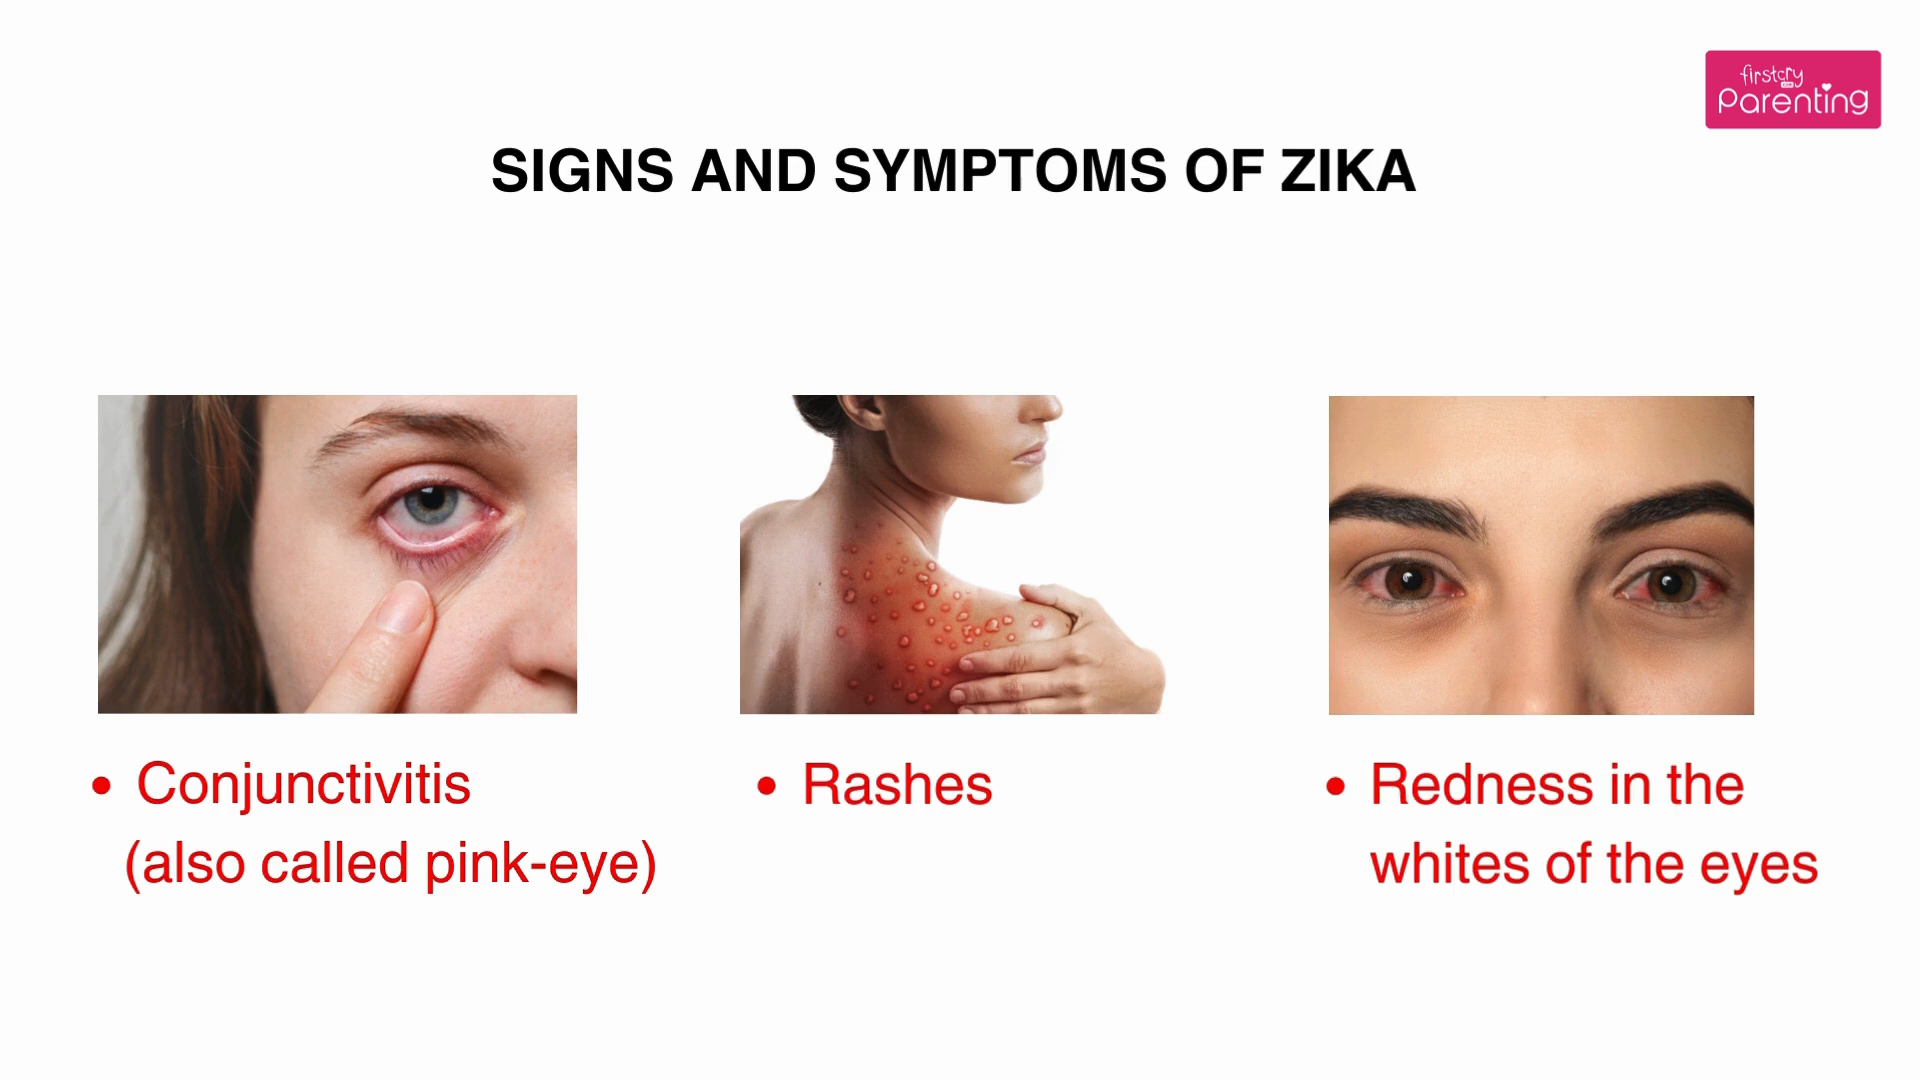 firstcry
.com
Parenting
SIGNS AND SYMPTOMS OF ZIKA
• Conjunctivitis
(also called pink-eye)
• Rashes
• Redness in the
whites of the eyes